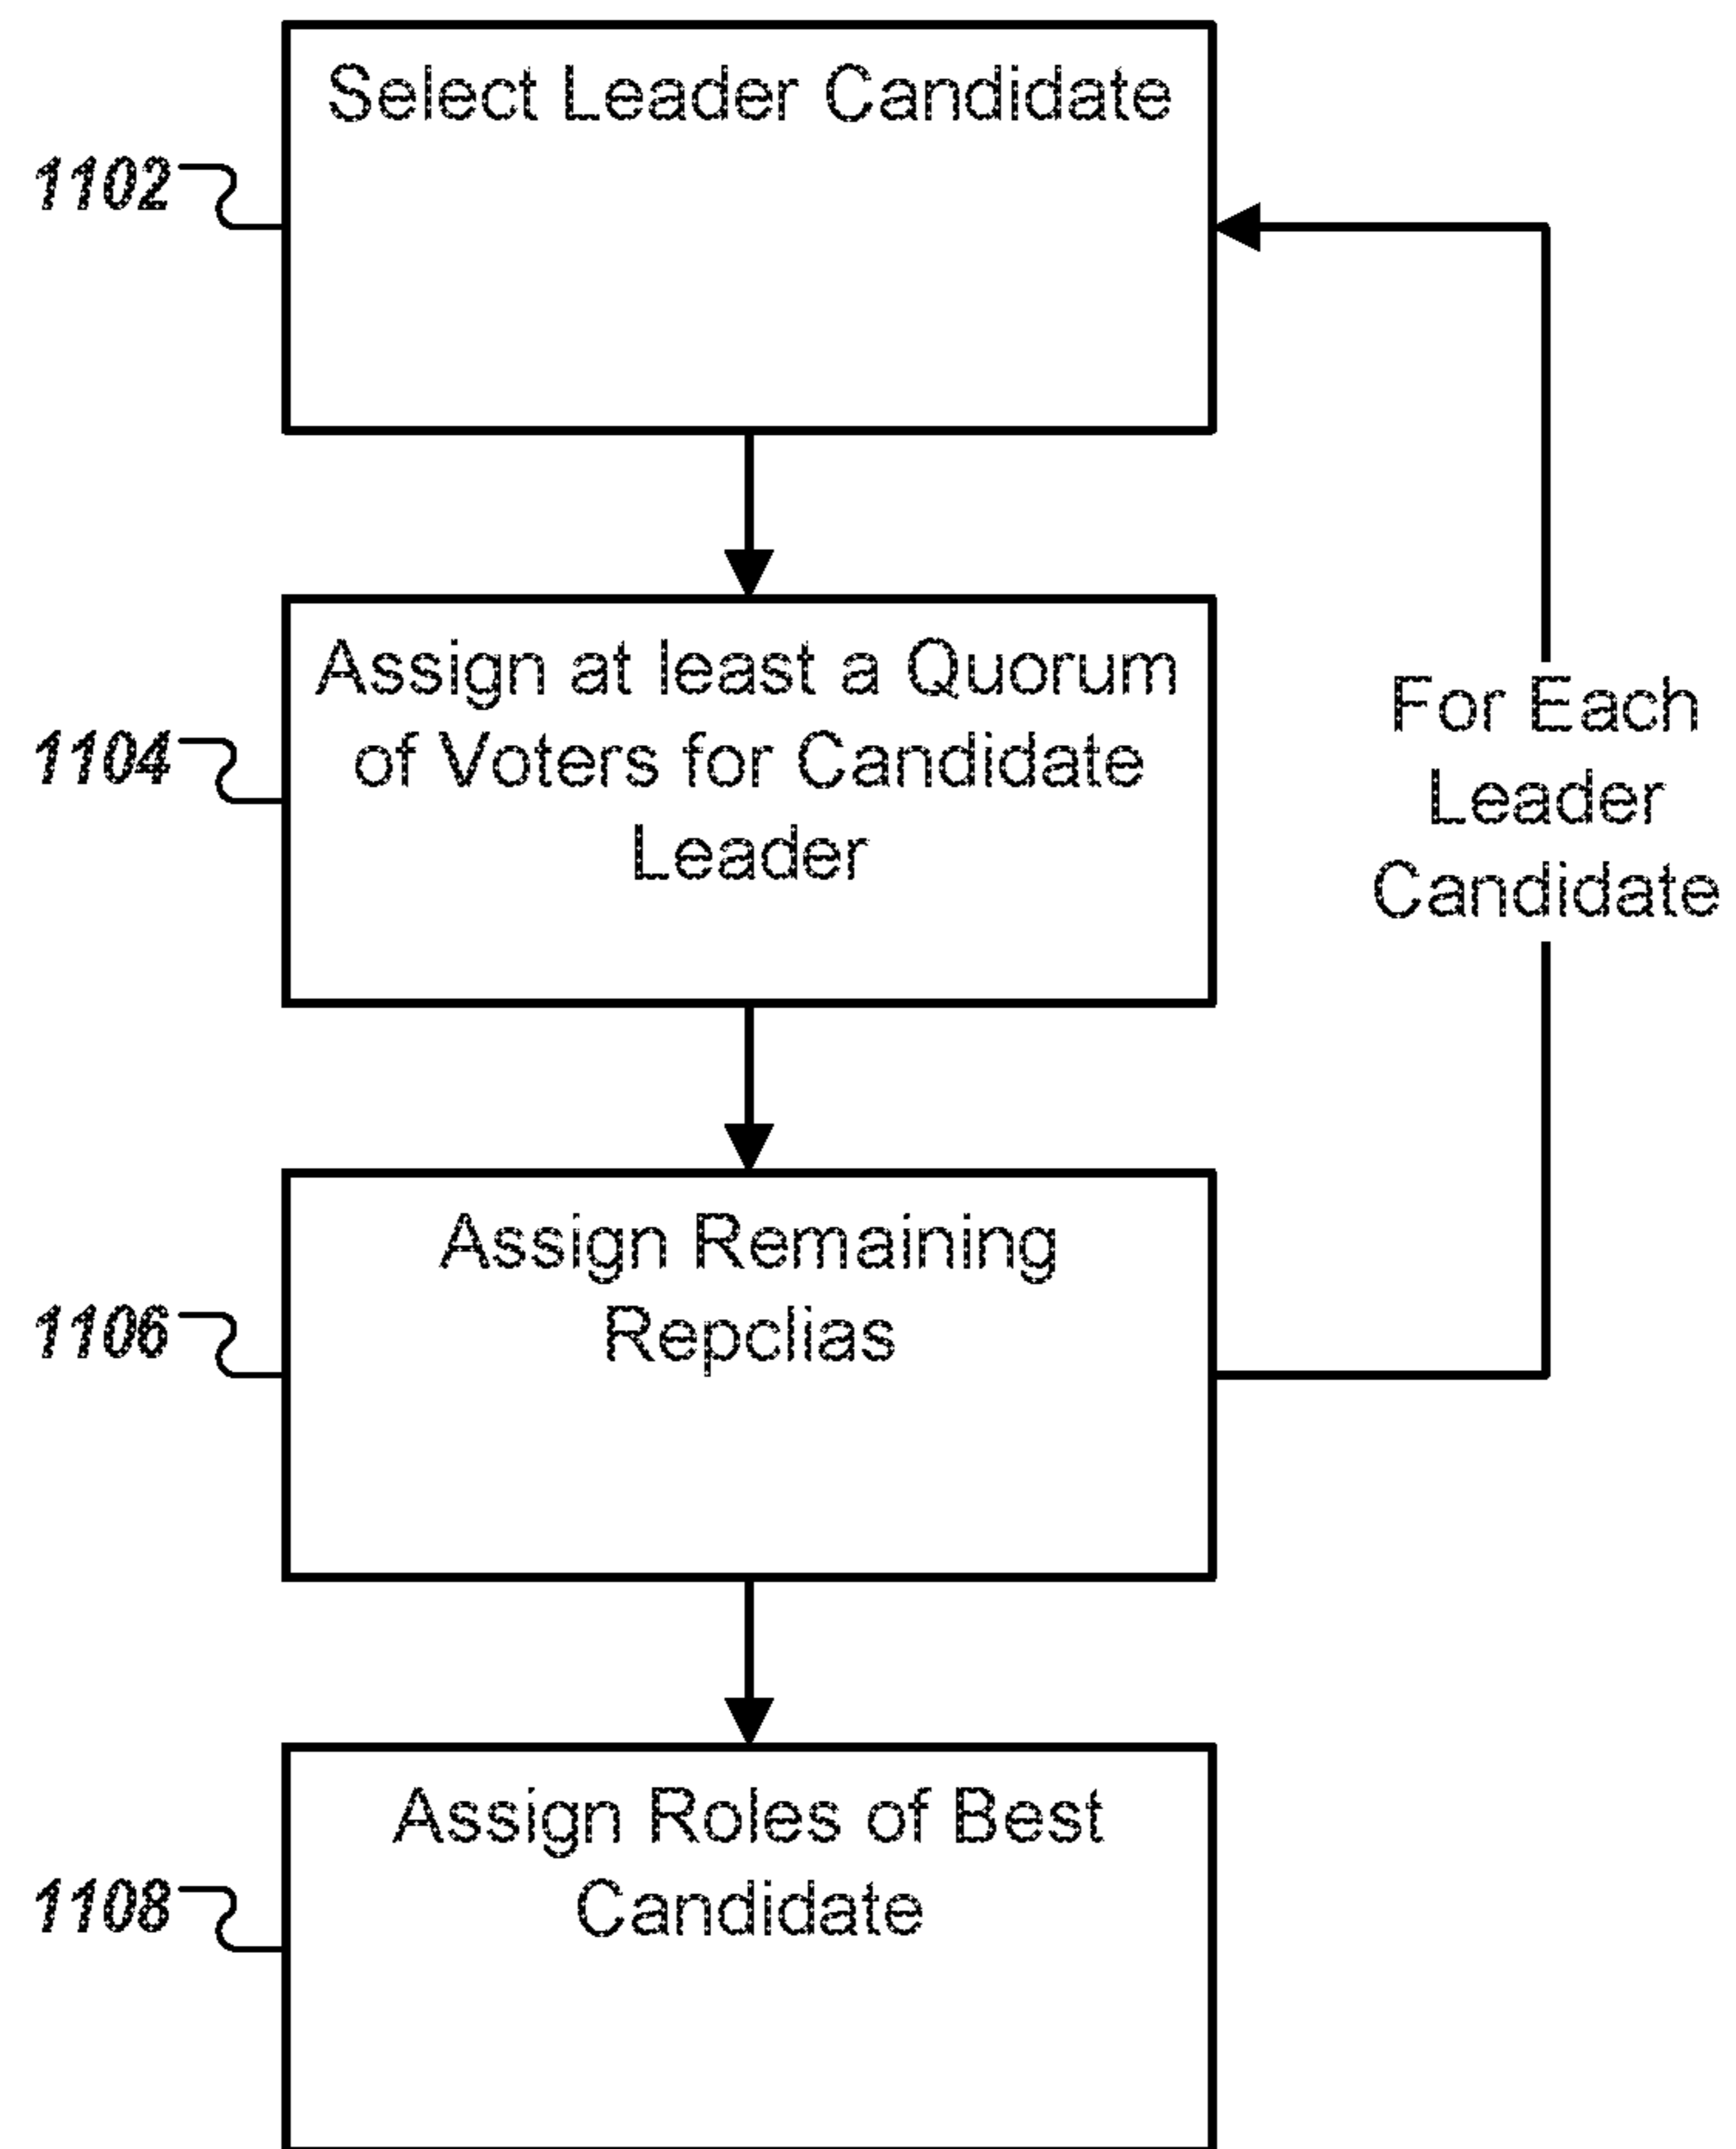 Select Leader Candidate
1102
Assign at least a Quorum
of Voters for Candidate
Leader
1104
For Each
Leader
Candidate
Assign Remaining
Repclias
1106
Assign Roles of Best
Candidate
1108